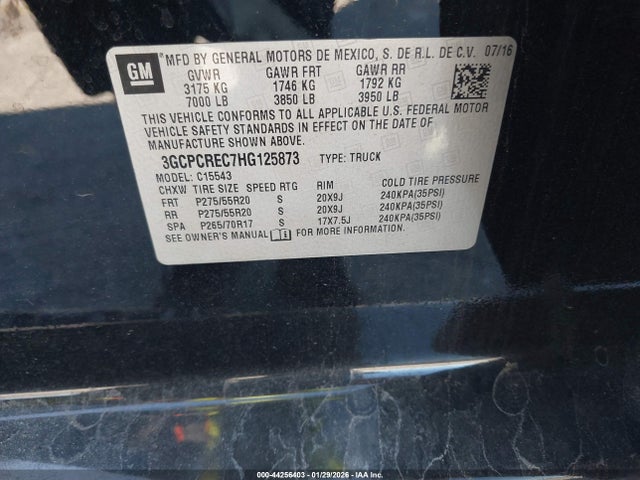 GM
MFD BY GENERAL MOTORS DE MEXICO, S. DE R.L. DE C.V. 07/16
GVWR GAWR FRT GAWR RR
3175 KG 1746 KG 1792 KG
7000 LB 3850 LB 3950 LB
THIS VEHICLE CONFORMS TO ALL APPLICABLE U.S. FEDERAL MOTOR
VEHICLE SAFETY STANDARDS IN EFFECT ON THE DATE OF
MANUFACTURE SHOWN ABOVE.
3GCPCREC7HG125873 TYPE: TRUCK
MODEL: C15543
CHXW TIRE SIZE SPEED RTG RIM COLD TIRE PRESSURE
FRT P275/55R20 S 20X9J 240KPA(35PSI)
RR P275/55R20 S 20X9J 240KPA(35PSI)
SPA P265/70R17 S 17X7.5J 240KPA(35PSI)
SEE OWNER'S MANUAL FOR MORE INFORMATION.
000-44256403 - 01/29/2026 - IAA Inc.